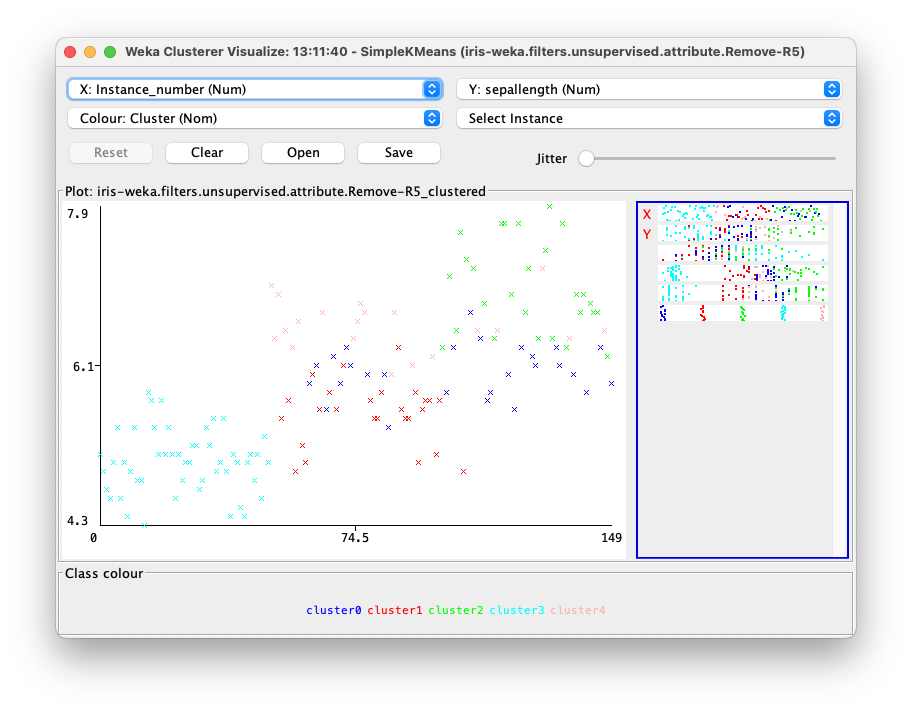 Weka Clusterer Visualize: 13:11:40 - SimpleKMeans (iris-weka.filters.unsupervised.attribute.Remove-R5)
X: Instance_number (Num) Y: sepallength (Num)
Colour: Cluster (Nom) Select Instance
Reset Clear Open Save Jitter
Plot: iris-weka.filters.unsupervised.attribute.Remove-R5_clustered
7.9
6.1
4.3
0 74.5 149
X
Y
Class colour
cluster0 cluster1 cluster2 cluster3 cluster4